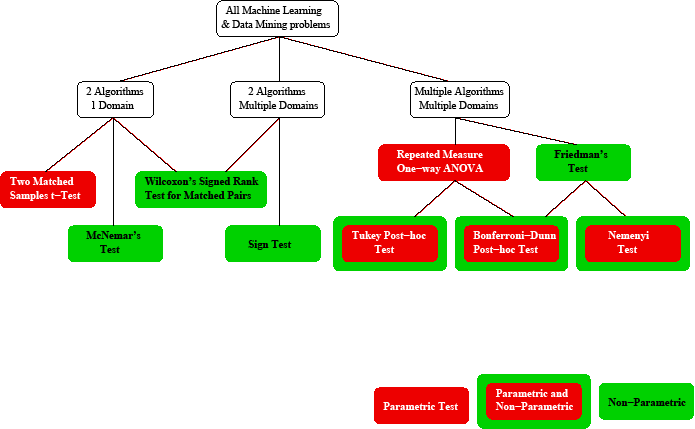 All Machine Learning
& Data Mining problems
2 Algorithms
1 Domain
2 Algorithms
Multiple Domains
Multiple Algorithms
Multiple Domains
Two Matched
Samples t−Test
Wilcoxon's Signed Rank
Test for Matched Pairs
Repeated Measure
One−way ANOVA
Friedman's
Test
McNemar's
Test
Sign Test
Tukey Post−hoc
Test
Bonferroni−Dunn
Post−hoc Test
Nemenyi
Test
Parametric Test
Parametric and
Non−Parametric
Non−Parametric